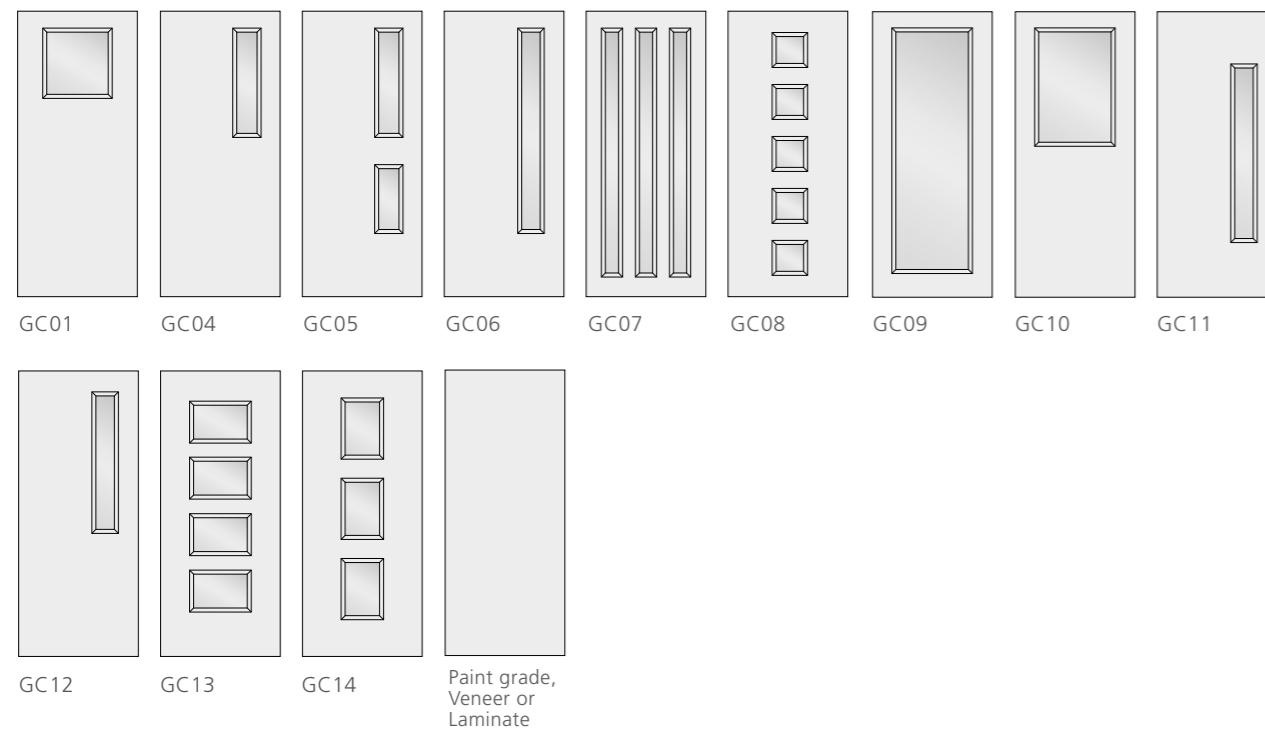 GC01
GC04
GC05
GC06
GC07
GC08
GC09
GC10
GC11
GC12
GC13
GC14
Paint grade,
Veneer or
Laminate